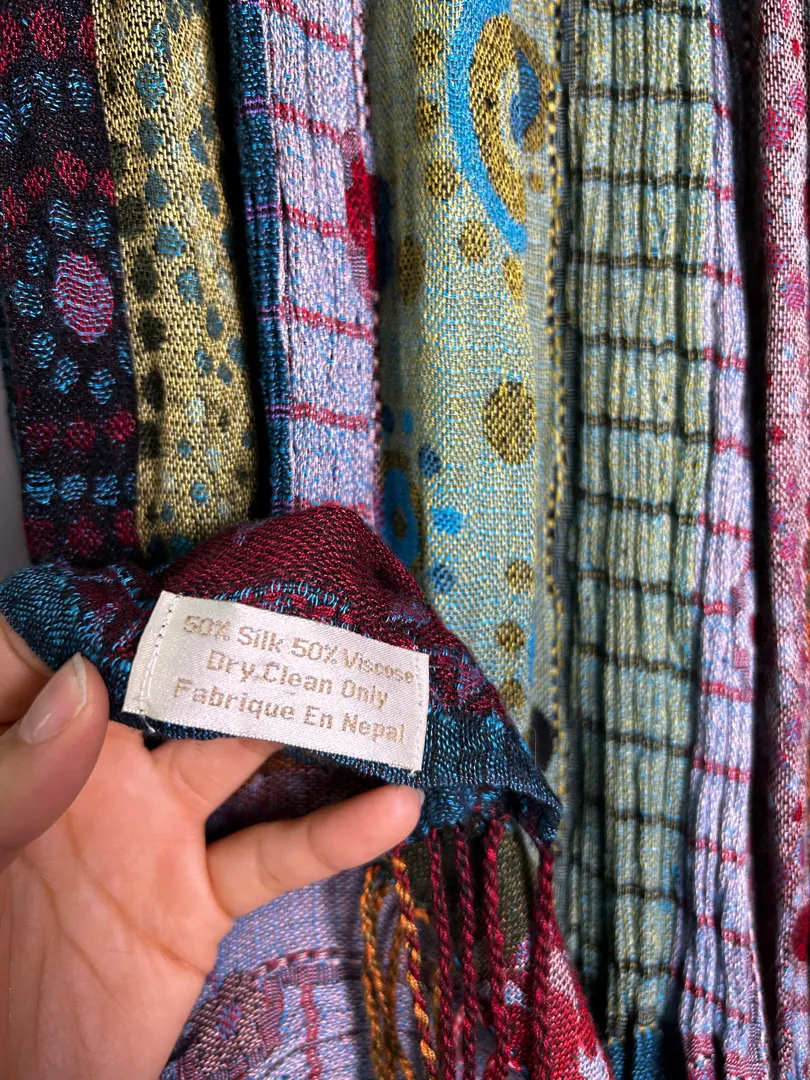 50% Silk 50% Viscose
Dry Clean Only
Fabrique En Nepal